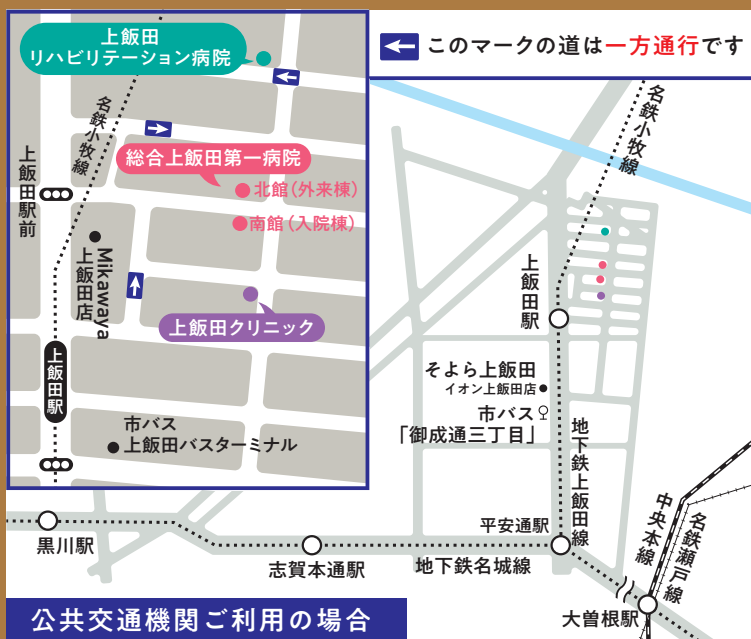 上飯田
リハビリテーション病院
このマークの道は一方通行です
名鉄小牧線
総合上飯田第一病院
北館(外来棟)
南館(入院棟)
上飯田駅前
Mikawaya
上飯田店
上飯田クリニック
上飯田駅
市バス
上飯田バスターミナル
名鉄小牧線
上飯田駅
そよら上飯田
イオン上飯田店
市バス
「御成通三丁目」
地下鉄上飯田線
平安通駅
中央本線
名鉄瀬戸線
黒川駅
志賀本通駅
地下鉄名城線
大曽根駅
公共交通機関ご利用の場合